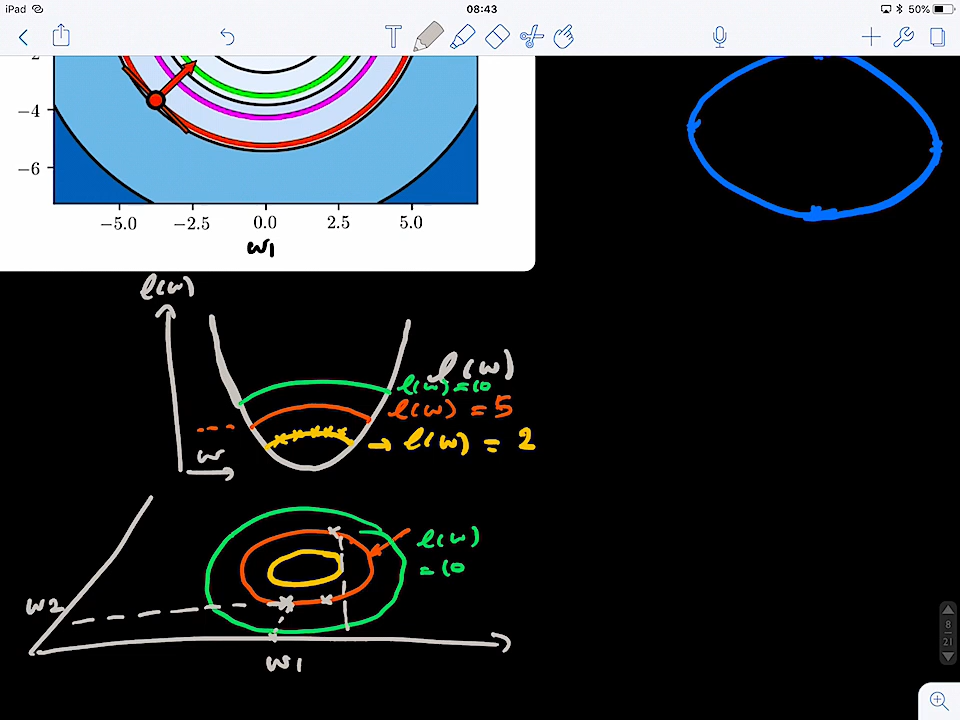 iPad 08:43 50%
T
2
−4
−6
−5.0 −2.5 0.0 2.5 5.0
w1
l(w)
l(w)
l(w) = 10
l(w) = 5
→ l(w) = 2
w
l(w)
= 10
w2
w1
8
21